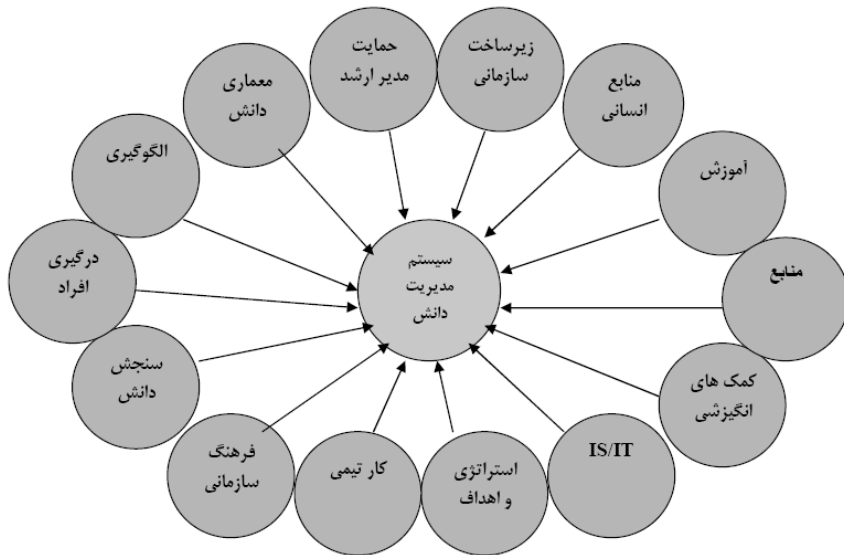 زیرساخت
سازمانی
حمایت
مدیر ارشد
منابع
انسانی
معماری
دانش
آموزش
الگوگیری
منابع
درگیری
افراد
سیستم
مدیریت
دانش
کمک های
انگیزشی
سنجش
دانش
IS/IT
استراتژی
و اهداف
کار تیمی
فرهنگ
سازمانی